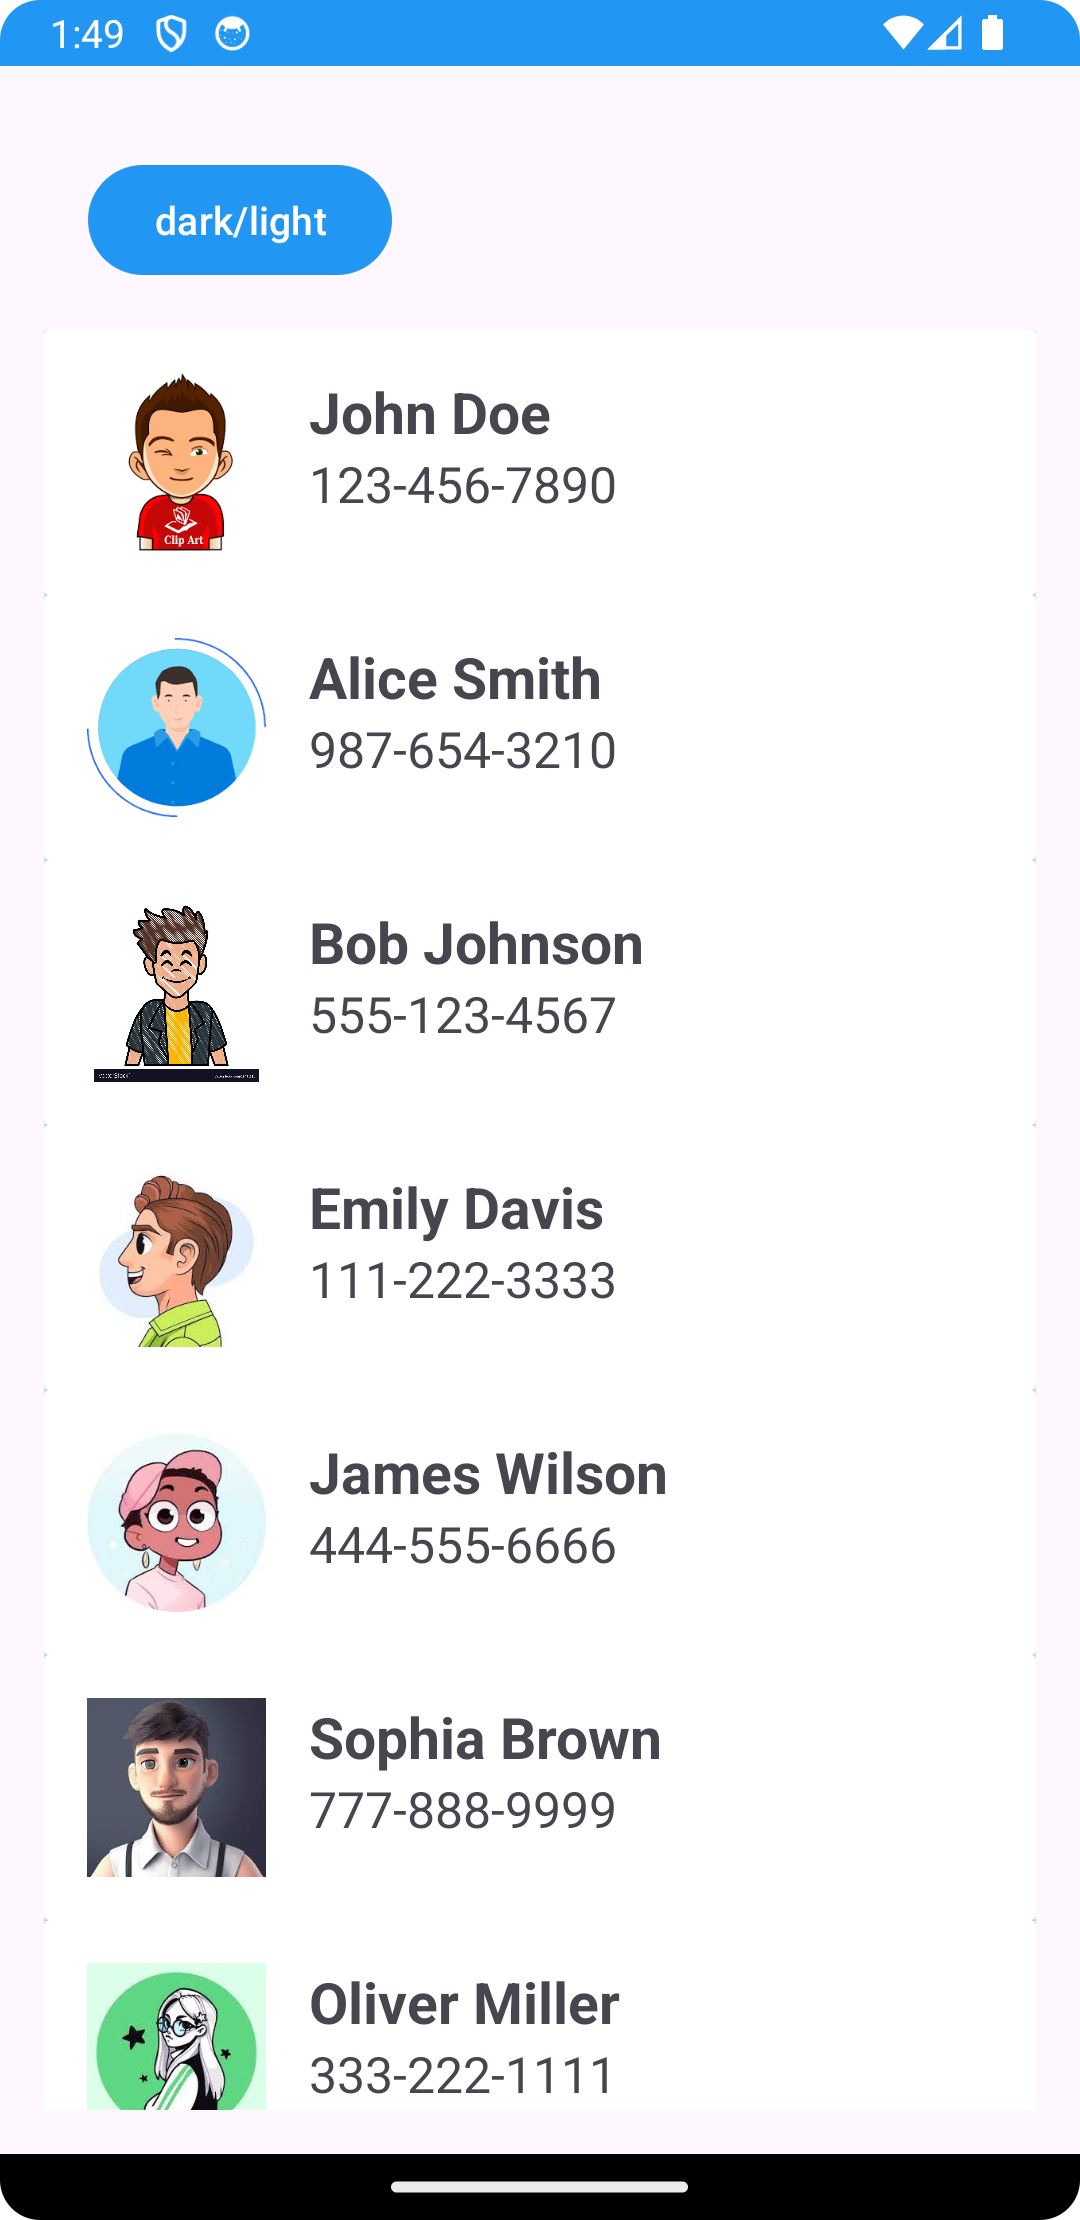 1:49
dark/light
John Doe
123-456-7890
Clip Art
Alice Smith
987-654-3210
Bob Johnson
555-123-4567
Emily Davis
111-222-3333
James Wilson
444-555-6666
Sophia Brown
777-888-9999
Oliver Miller
333-222-1111